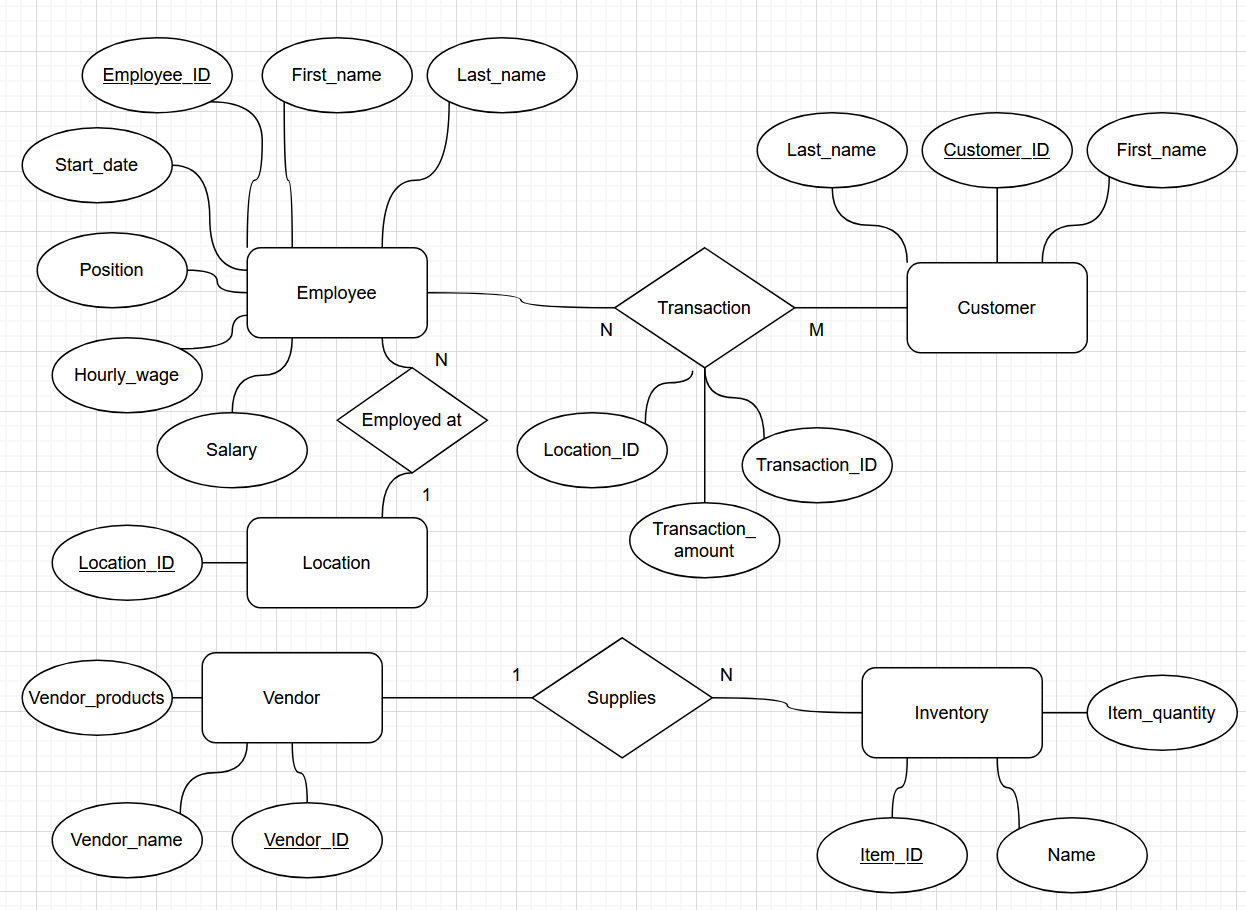 Employee_ID
First_name
Last_name
Start_date
Last_name
Customer_ID
First_name
Position
Employee
Transaction
Customer
N
M
Hourly_wage
N
Salary
Employed at
Location_ID
Transaction_ID
1
Transaction_
amount
Location_ID
Location
Vendor_products
Vendor
1
Supplies
N
Inventory
Item_quantity
Vendor_name
Vendor_ID
Item_ID
Name